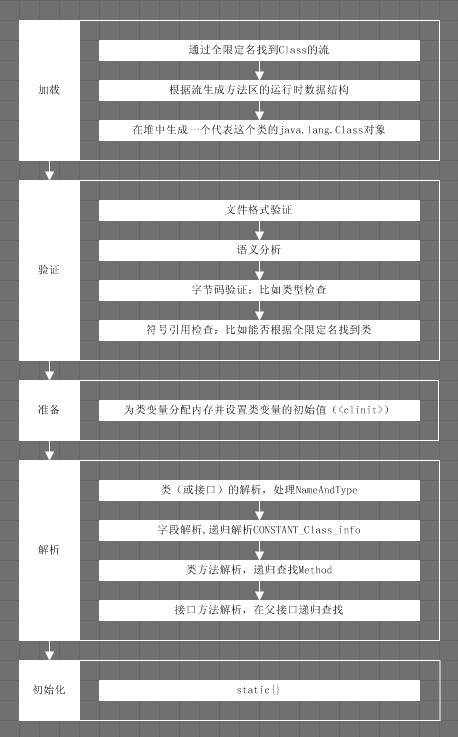 加载
通过全限定名找到Class的流
根据流生成方法区的运行时数据结构
在堆中生成一个代表这个类的java.lang.Class对象
验证
文件格式验证
语义分析
字节码验证：比如类型检查
符号引用检查：比如能否根据全限定名找到类
准备
为类变量分配内存并设置类变量的初始值（<clinit>）
解析
类（或接口）的解析，处理NameAndType
字段解析,递归解析CONSTANT_Class_info
类方法解析，递归查找Method
接口方法解析，在父接口递归查找
初始化
static{}